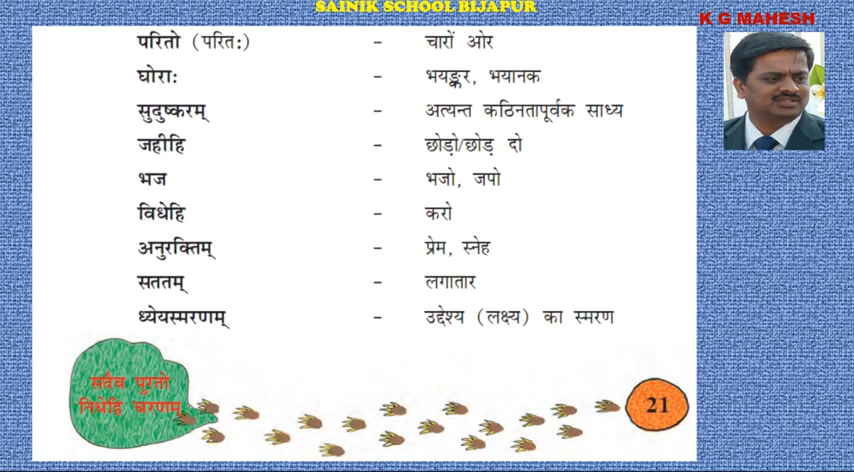 SAINIK SCHOOL BIJAPUR
K G MAHESH
परितो (परितः) – चारों ओर
घोराः – भयङ्कर, भयानक
सुदुष्करम् – अत्यन्त कठिनतापूर्वक साध्य
जहीहि – छोड़ो/छोड़ दो
भज – भजो, जपो
विधेहि – करो
अनुरक्तिम् – प्रेम, स्नेह
सततम् – लगातार
ध्येयस्मरणम् – उद्देश्य (लक्ष्य) का स्मरण
सदैव पुरतो
निधेहि चरणम्
21